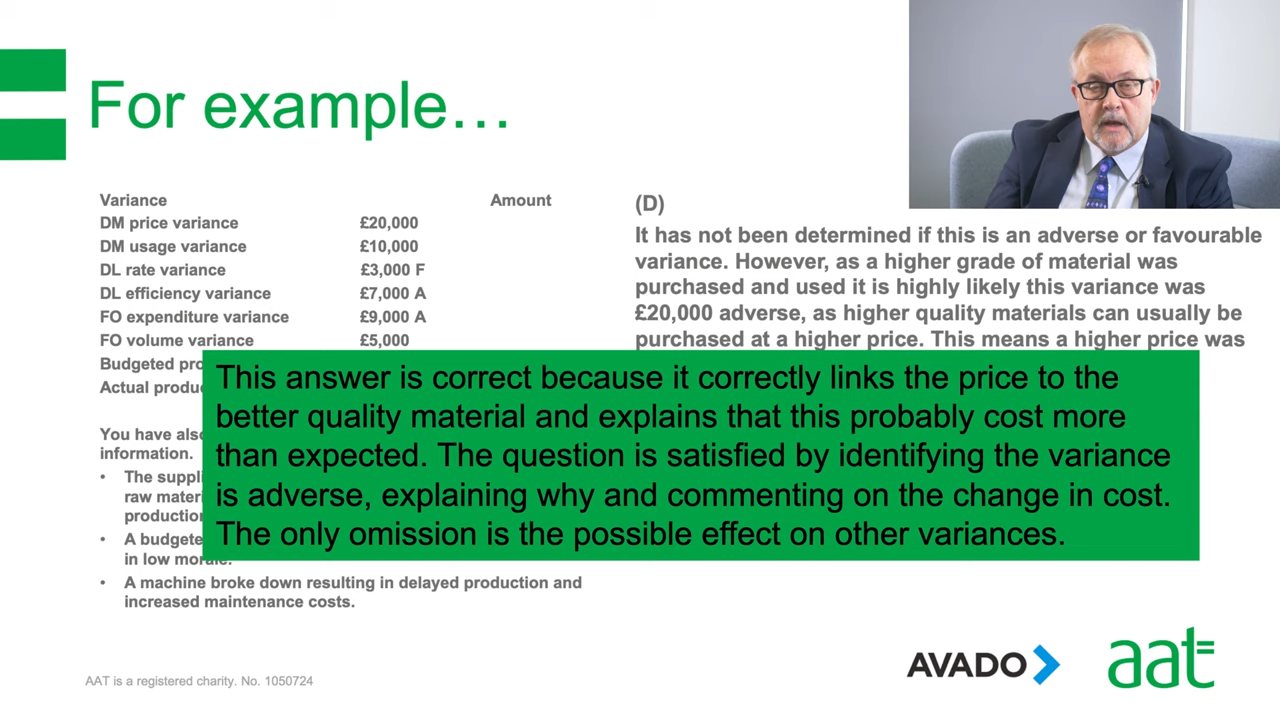 For example…
Variance Amount
DM price variance £20,000
DM usage variance £10,000
DL rate variance £3,000 F
DL efficiency variance £7,000 A
FO expenditure variance £9,000 A
FO volume variance £5,000
Budgeted
Actual
You have also
information.
• The
raw
• A
in low morale.
• A machine broke down resulting in delayed production and
increased maintenance costs.
(D)
It has not been determined if this is an adverse or favourable
variance. However, as a higher grade of material was
purchased and used it is highly likely this variance was
£20,000 adverse, as higher quality materials can usually be
purchased at a higher price. This means a higher price was
This answer is correct because it correctly links the price to the
better quality material and explains that this probably cost more
than expected. The question is satisfied by identifying the variance
is adverse, explaining why and commenting on the change in cost.
The only omission is the possible effect on other variances.
AAT is a registered charity. No. 1050724
AVADO
aat